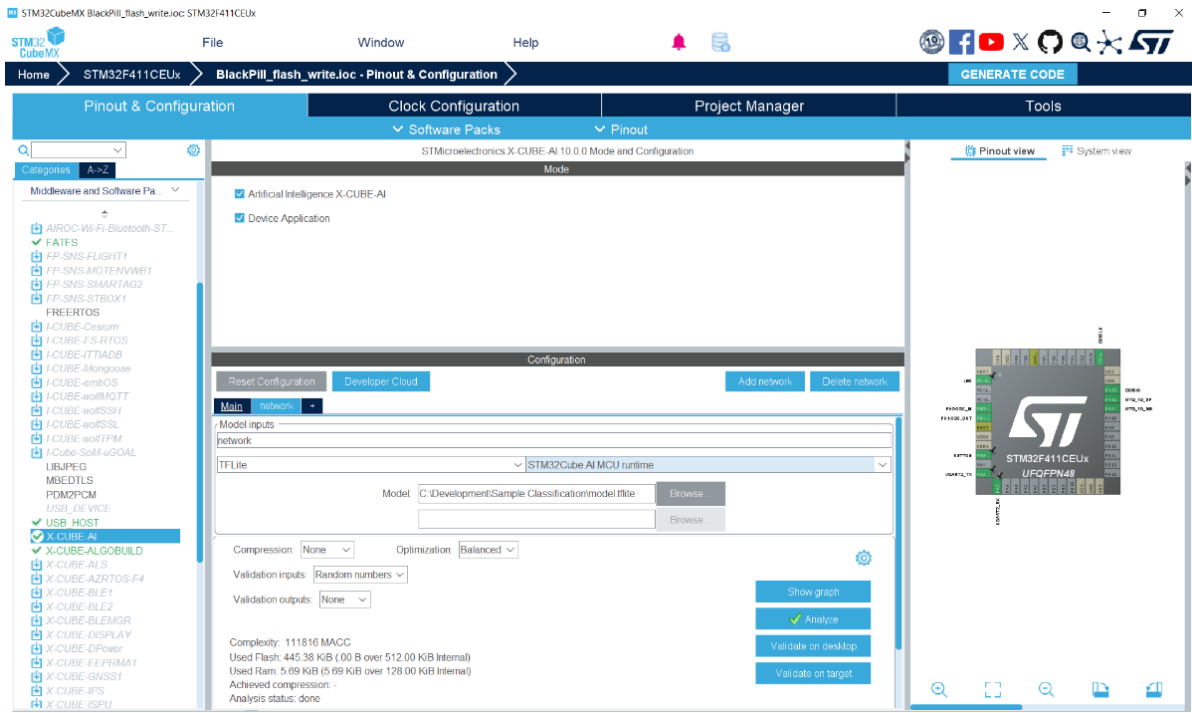 STM32CubeMX BlackPill_flash_write.ioc: STM32F411CEUx
STM32
CubeMX
File
Window
Help
Home
STM32F411CEUx
BlackPill_flash_write.ioc - Pinout & Configuration
GENERATE CODE
Pinout & Configuration
Clock Configuration
Project Manager
Tools
Software Packs
Pinout
Categories
A->Z
Middleware and Software Pa...
AIROC-Wi-Fi-Bluetooth-ST...
FATFS
FP-SNS-FLIGHT1
FP-SNS-MOTENVWB1
FP-SNS-SMARTAG2
FP-SNS-STBOX1
FREERTOS
I-CUBE-Cesium
I-CUBE-FS-RTOS
I-CUBE-ITTIADB
I-CUBE-Mongoose
I-CUBE-embOS
I-CUBE-wolfMQTT
I-CUBE-wolfSSH
I-CUBE-wolfSSL
I-CUBE-wolfTPM
I-Cube-SoM-uGOAL
LIBJPEG
MBEDTLS
PDM2PCM
USB_DEVICE
USB_HOST
X-CUBE-AI
X-CUBE-ALGOBUILD
X-CUBE-ALS
X-CUBE-AZRTOS-F4
X-CUBE-BLE1
X-CUBE-BLE2
X-CUBE-BLEMGR
X-CUBE-DISPLAY
X-CUBE-DPower
X-CUBE-EEPRMA1
X-CUBE-GNSS1
X-CUBE-IPS
X-CUBE-ISPU
STMicroelectronics X-CUBE-AI 10.0.0 Mode and Configuration
Mode
Artificial Intelligence X-CUBE-AI
Device Application
Configuration
Reset Configuration
Developer Cloud
Add network
Delete network
Main
network
+
Model inputs
network
TFLite
STM32Cube.AI MCU runtime
Model: C:\Development\Sample Classification\model.tflite
Browse...
Browse...
Compression: None
Optimization: Balanced
Validation inputs: Random numbers
Validation outputs: None
Show graph
Analyze
Validate on desktop
Validate on target
Complexity: 111816 MACC
Used Flash: 445.38 KiB (.00 B over 512.00 KiB Internal)
Used Ram: 5.69 KiB (5.69 KiB over 128.00 KiB Internal)
Achieved compression: -
Analysis status: done
Pinout view
System view
STM32F411CEUx
UFQFPN48